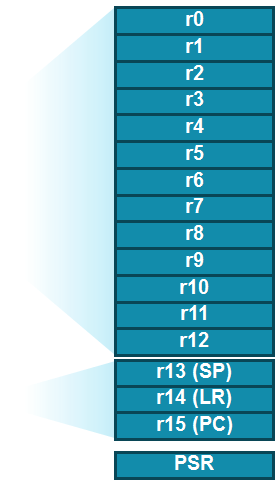 r0
r1
r2
r3
r4
r5
r6
r7
r8
r9
r10
r11
r12
r13 (SP)
r14 (LR)
r15 (PC)
PSR